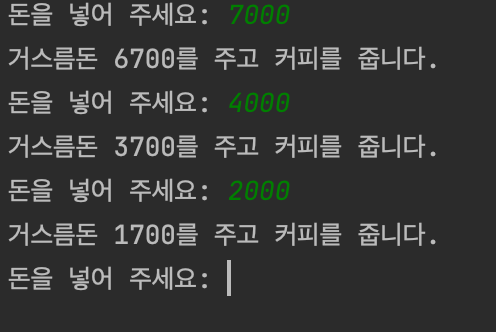 돈을 넣어 주세요: 7000
거스름돈 6700를 주고 커피를 줍니다.
돈을 넣어 주세요: 4000
거스름돈 3700를 주고 커피를 줍니다.
돈을 넣어 주세요: 2000
거스름돈 1700를 주고 커피를 줍니다.
돈을 넣어 주세요: